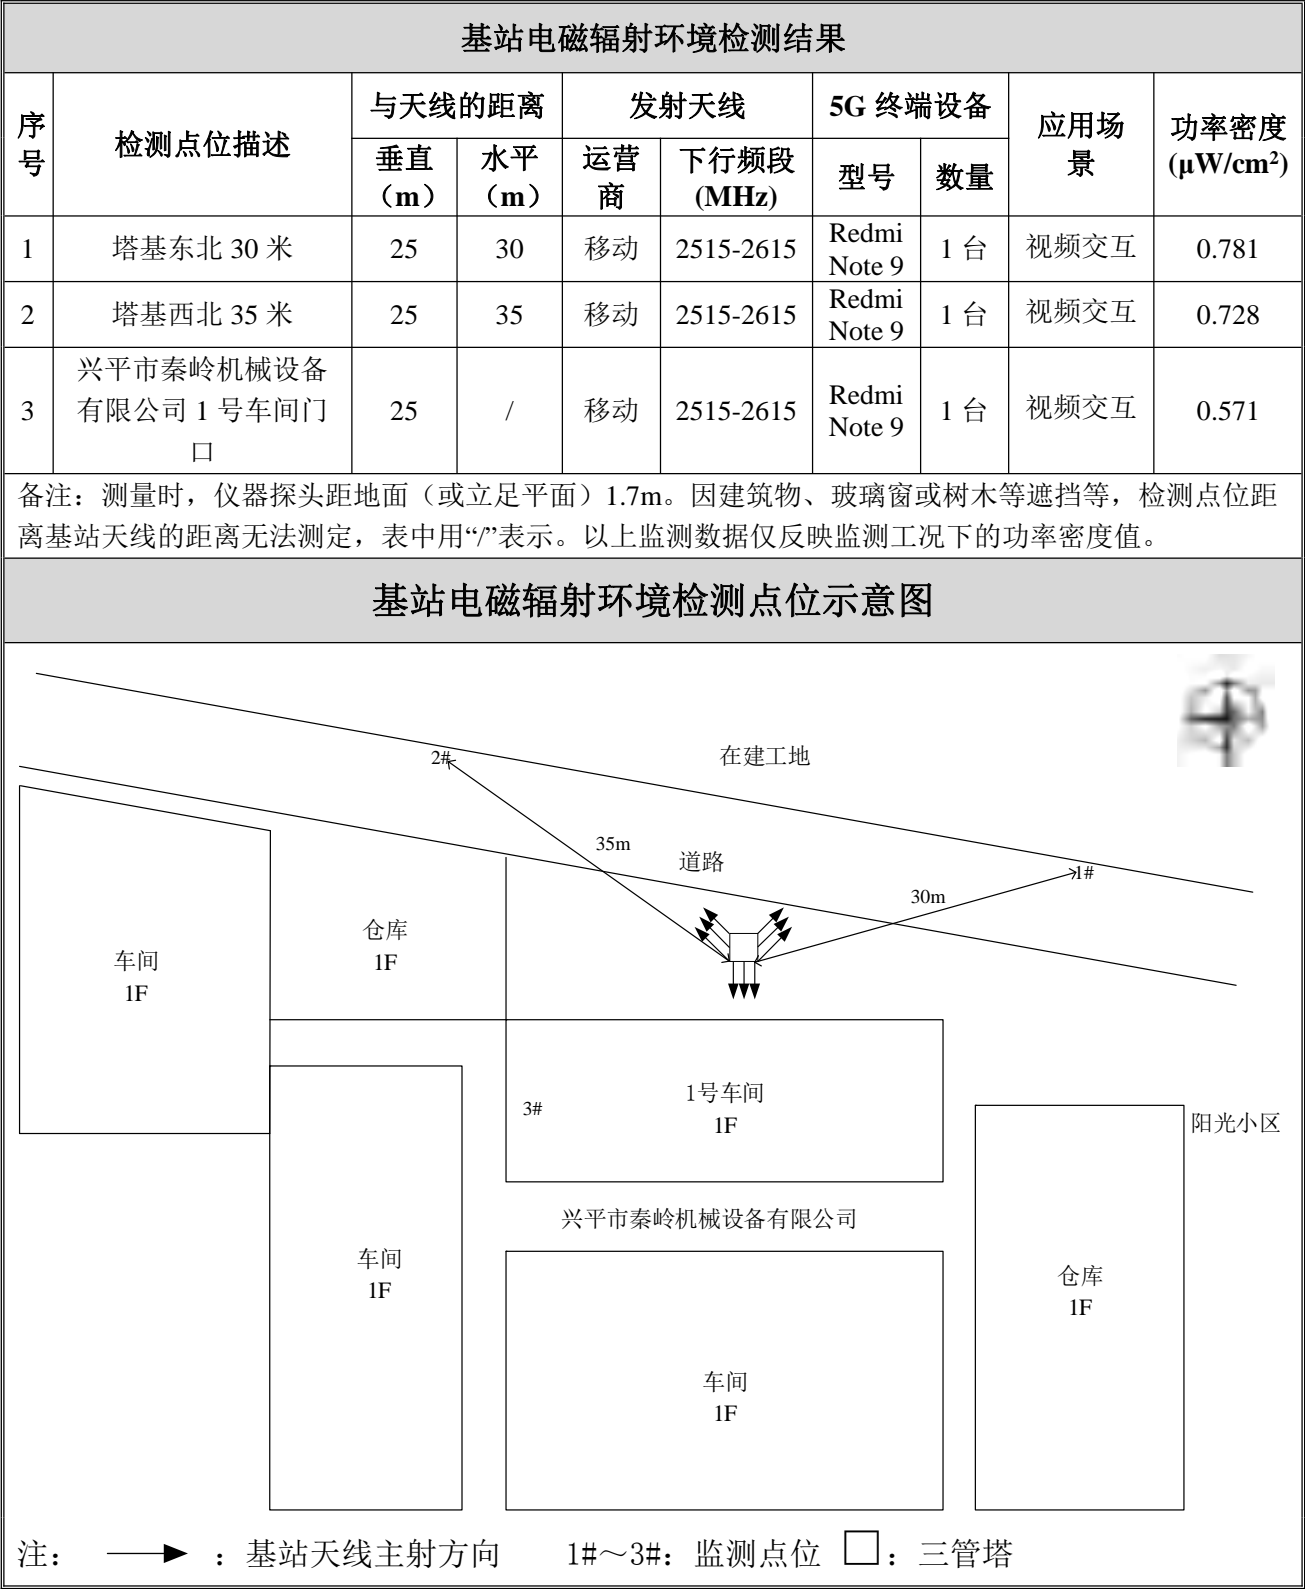 基站电磁辐射环境检测结果
序号 检测点位描述 与天线的距离 发射天线 5G 终端设备 应用场景 功率密度 (μW/cm²)
垂直（m） 水平（m） 运营商 下行频段 (MHz) 型号 数量
1 塔基东北 30 米 25 30 移动 2515-2615 Redmi Note 9 1 台 视频交互 0.781
2 塔基西北 35 米 25 35 移动 2515-2615 Redmi Note 9 1 台 视频交互 0.728
3 兴平市秦岭机械设备有限公司 1 号车间门口 25 / 移动 2515-2615 Redmi Note 9 1 台 视频交互 0.571
备注：测量时，仪器探头距地面（或立足平面）1.7m。因建筑物、玻璃窗或树木等遮挡等，检测点位距
离基站天线的距离无法测定，表中用“/”表示。以上监测数据仅反映监测工况下的功率密度值。
基站电磁辐射环境检测点位示意图
2#
在建工地
35m
道路
1#
30m
仓库
1F
车间
1F
1号车间
1F
3#
阳光小区
兴平市秦岭机械设备有限公司
车间
1F
仓库
1F
车间
1F
注： ：基站天线主射方向 1#～3#：监测点位 ：三管塔